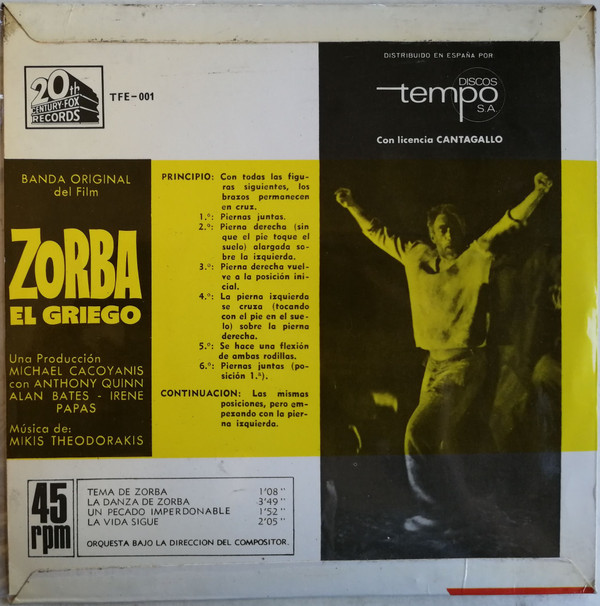 20th
CENTURY-FOX
RECORDS
TFE-001
DISTRIBUIDO EN ESPAÑA POR
DISCOS
tempo
S.A.
Con licencia CANTAGALLO
BANDA ORIGINAL
del Film
ZORBA
EL GRIEGO
Una Producción
MICHAEL CACOYANIS
con ANTHONY QUINN
ALAN BATES - IRENE
PAPAS
Música de:
MIKIS THEODORAKIS
PRINCIPIO: Con todas las figu-
ras siguientes, los
brazos permanecen
en cruz.
1.º: Piernas juntas.
2.º: Pierna derecha (sin
que el pie toque el
suelo) alargada so-
bre la izquierda.
3.º: Pierna derecha vuel-
ve a la posición ini-
cial.
4.º: La pierna izquierda
se cruza (tocando
con el pie en el sue-
lo) sobre la pierna
derecha.
5.º: Se hace una flexión
de ambas rodillas.
6.º: Piernas juntas (po-
sición 1.ª).
CONTINUACION: Las mismas
posiciones, pero em-
pezando con la pier-
na izquierda.
45
rpm
TEMA DE ZORBA 1'08"
LA DANZA DE ZORBA 3'49"
UN PECADO IMPERDONABLE 1'52"
LA VIDA SIGUE 2'05"
ORQUESTA BAJO LA DIRECCION DEL COMPOSITOR.